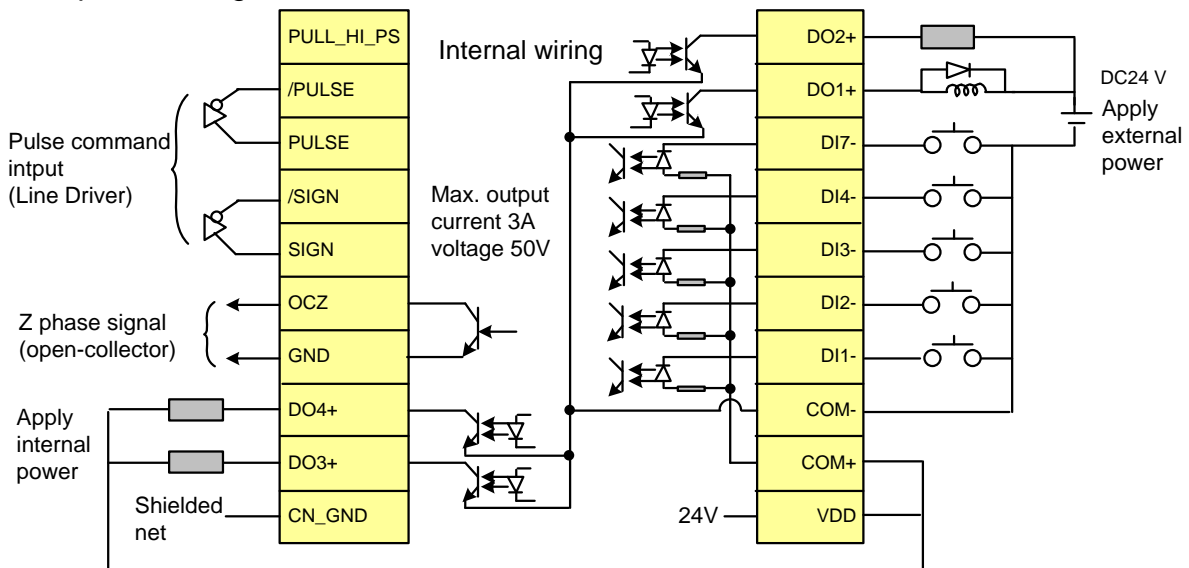 PULL_HI_PS
/PULSE
PULSE
/SIGN
SIGN
OCZ
GND
DO4+
DO3+
CN_GND
Pulse command
intput
(Line Driver)
Z phase signal
(open-collector)
Apply
internal
power
Shielded
net
Internal wiring
Max. output
current 3A
voltage 50V
24V
DO2+
DO1+
DI7-
DI4-
DI3-
DI2-
DI1-
COM-
COM+
VDD
DC24 V
Apply
external
power